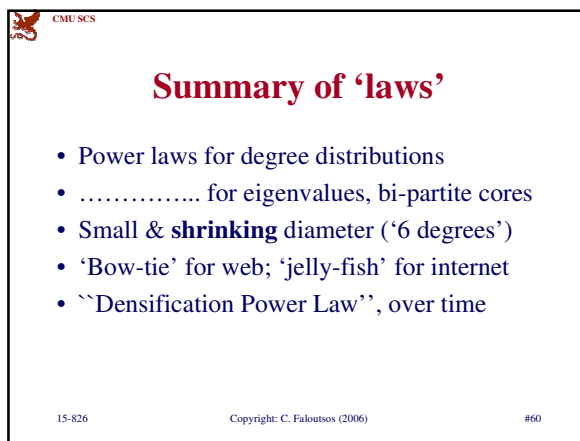 CMU SCS
Summary of ‘laws’
• Power laws for degree distributions
• ………….. for eigenvalues, bi-partite cores
• Small & shrinking diameter (‘6 degrees’)
• ‘Bow-tie’ for web; ‘jelly-fish’ for internet
• ``Densification Power Law’’, over time
15-826 Copyright: C. Faloutsos (2006) #60